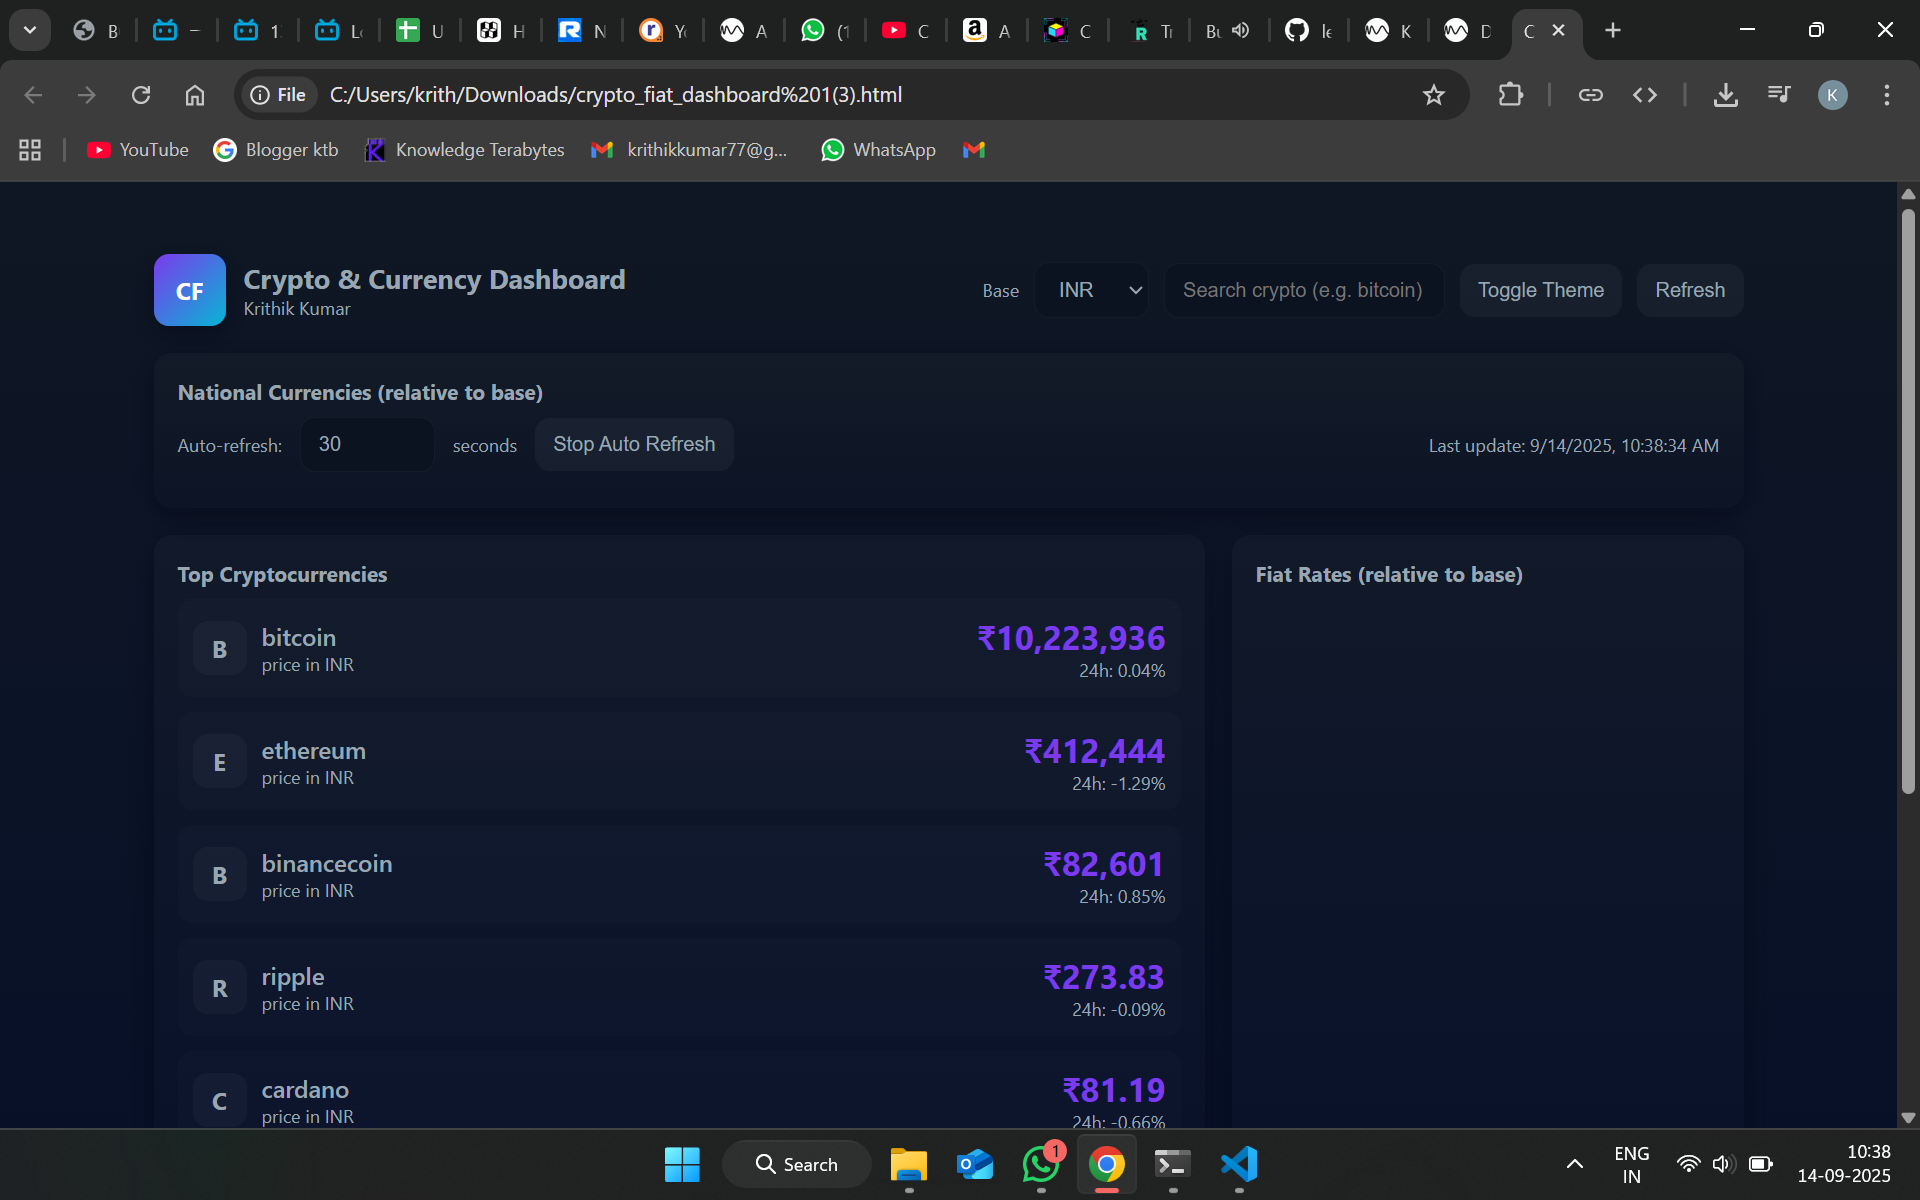 File C:/Users/krith/Downloads/crypto_fiat_dashboard%201(3).html
K
YouTube Blogger ktb Knowledge Terabytes krithikkumar77@g... WhatsApp
CF
Crypto & Currency Dashboard
Krithik Kumar
Base INR Search crypto (e.g. bitcoin) Toggle Theme Refresh
National Currencies (relative to base)
Auto-refresh: 30 seconds Stop Auto Refresh
Last update: 9/14/2025, 10:38:34 AM
Top Cryptocurrencies
B
bitcoin
price in INR
₹10,223,936
24h: 0.04%
E
ethereum
price in INR
₹412,444
24h: -1.29%
B
binancecoin
price in INR
₹82,601
24h: 0.85%
R
ripple
price in INR
₹273.83
24h: -0.09%
C
cardano
price in INR
₹81.19
24h: -0.66%
Fiat Rates (relative to base)
Search
1
ENG
IN
10:38
14-09-2025